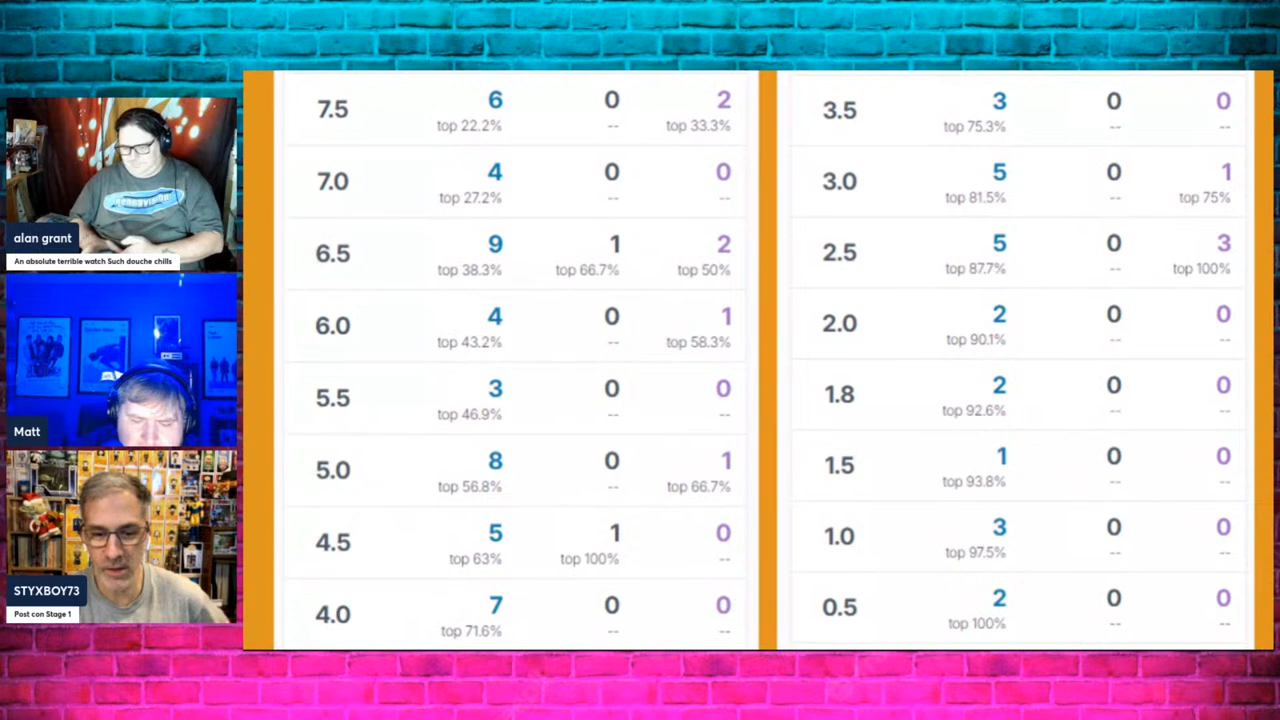 alan grant
An absolute terrible watch Such douche chills
Matt
STYXBOY73
Post con Stage 1
7.5 6 0 2
top 22.2% -- top 33.3%
7.0 4 0 0
top 27.2% -- --
6.5 9 1 2
top 38.3% top 66.7% top 50%
6.0 4 0 1
top 43.2% -- top 58.3%
5.5 3 0 0
top 46.9% -- --
5.0 8 0 1
top 56.8% -- top 66.7%
4.5 5 1 0
top 63% top 100% --
4.0 7 0 0
top 71.6% -- --
3.5 3 0 0
top 75.3% -- --
3.0 5 0 1
top 81.5% -- top 75%
2.5 5 0 3
top 87.7% -- top 100%
2.0 2 0 0
top 90.1% -- --
1.8 2 0 0
top 92.6% -- --
1.5 1 0 0
top 93.8% -- --
1.0 3 0 0
top 97.5% -- --
0.5 2 0 0
top 100% -- --